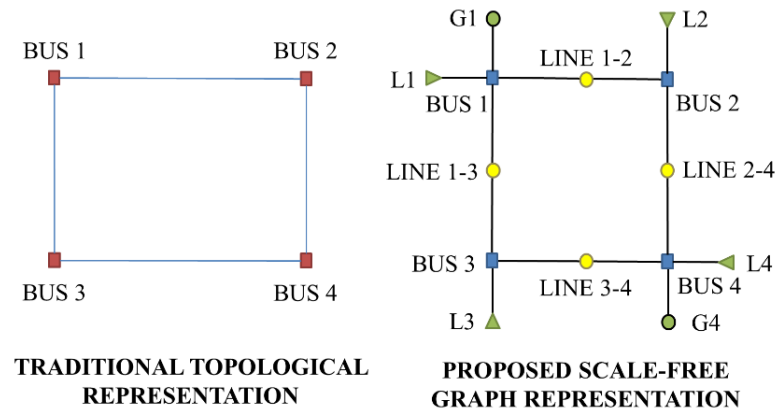 BUS 1
BUS 2
BUS 3
BUS 4
TRADITIONAL TOPOLOGICAL
REPRESENTATION
G1
L2
LINE 1-2
L1
BUS 1
BUS 2
LINE 1-3
LINE 2-4
BUS 3
L4
LINE 3-4
BUS 4
L3
G4
PROPOSED SCALE-FREE
GRAPH REPRESENTATION